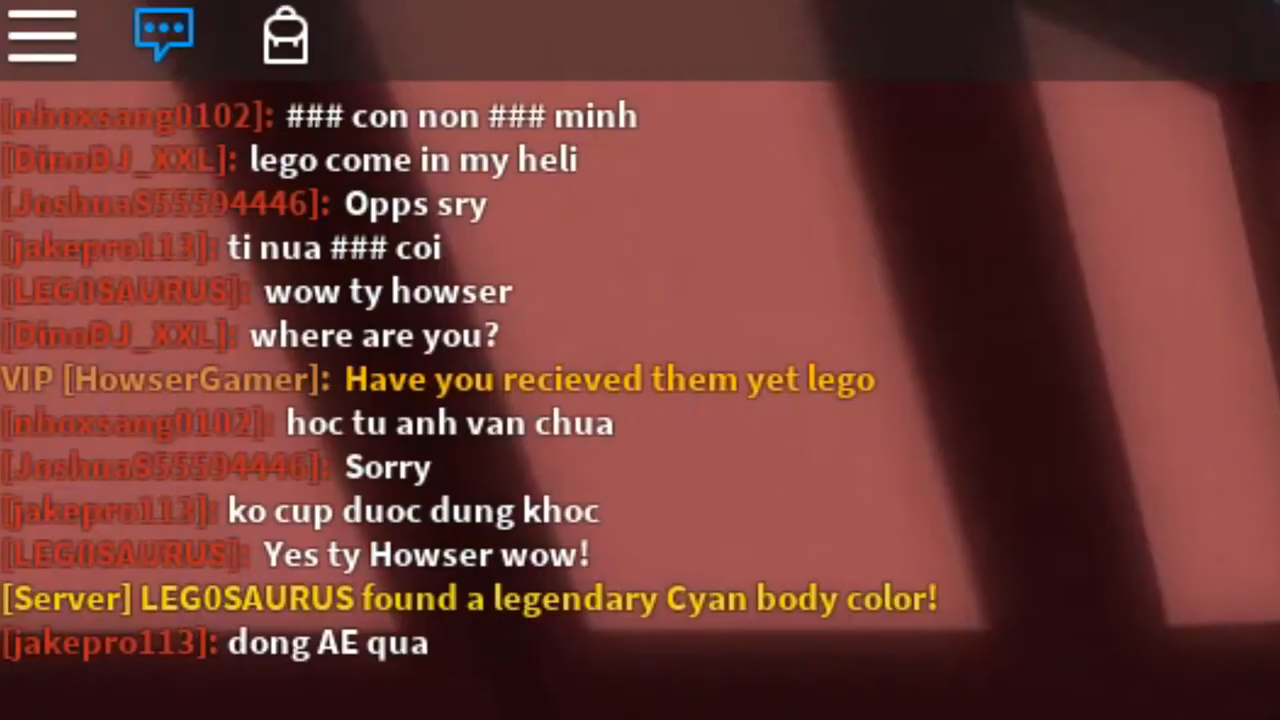 [nhoxsang0102]: ### con non ### minh
[DinoDJ_XXL]: lego come in my heli
[JoshuaS55594446]: Opps sry
[jakepro113]: ti nua ### coi
[LEG0SAURUS]: wow ty howser
[DinoDJ_XXL]: where are you?
VIP [HowserGamer]: Have you recieved them yet lego
[nhoxsang0102]: hoc tu anh van chua
[JoshuaS55594446]: Sorry
[jakepro113]: ko cup duoc dung khoc
[LEG0SAURUS]: Yes ty Howser wow!
[Server] LEG0SAURUS found a legendary Cyan body color!
[jakepro113]: dong AE qua